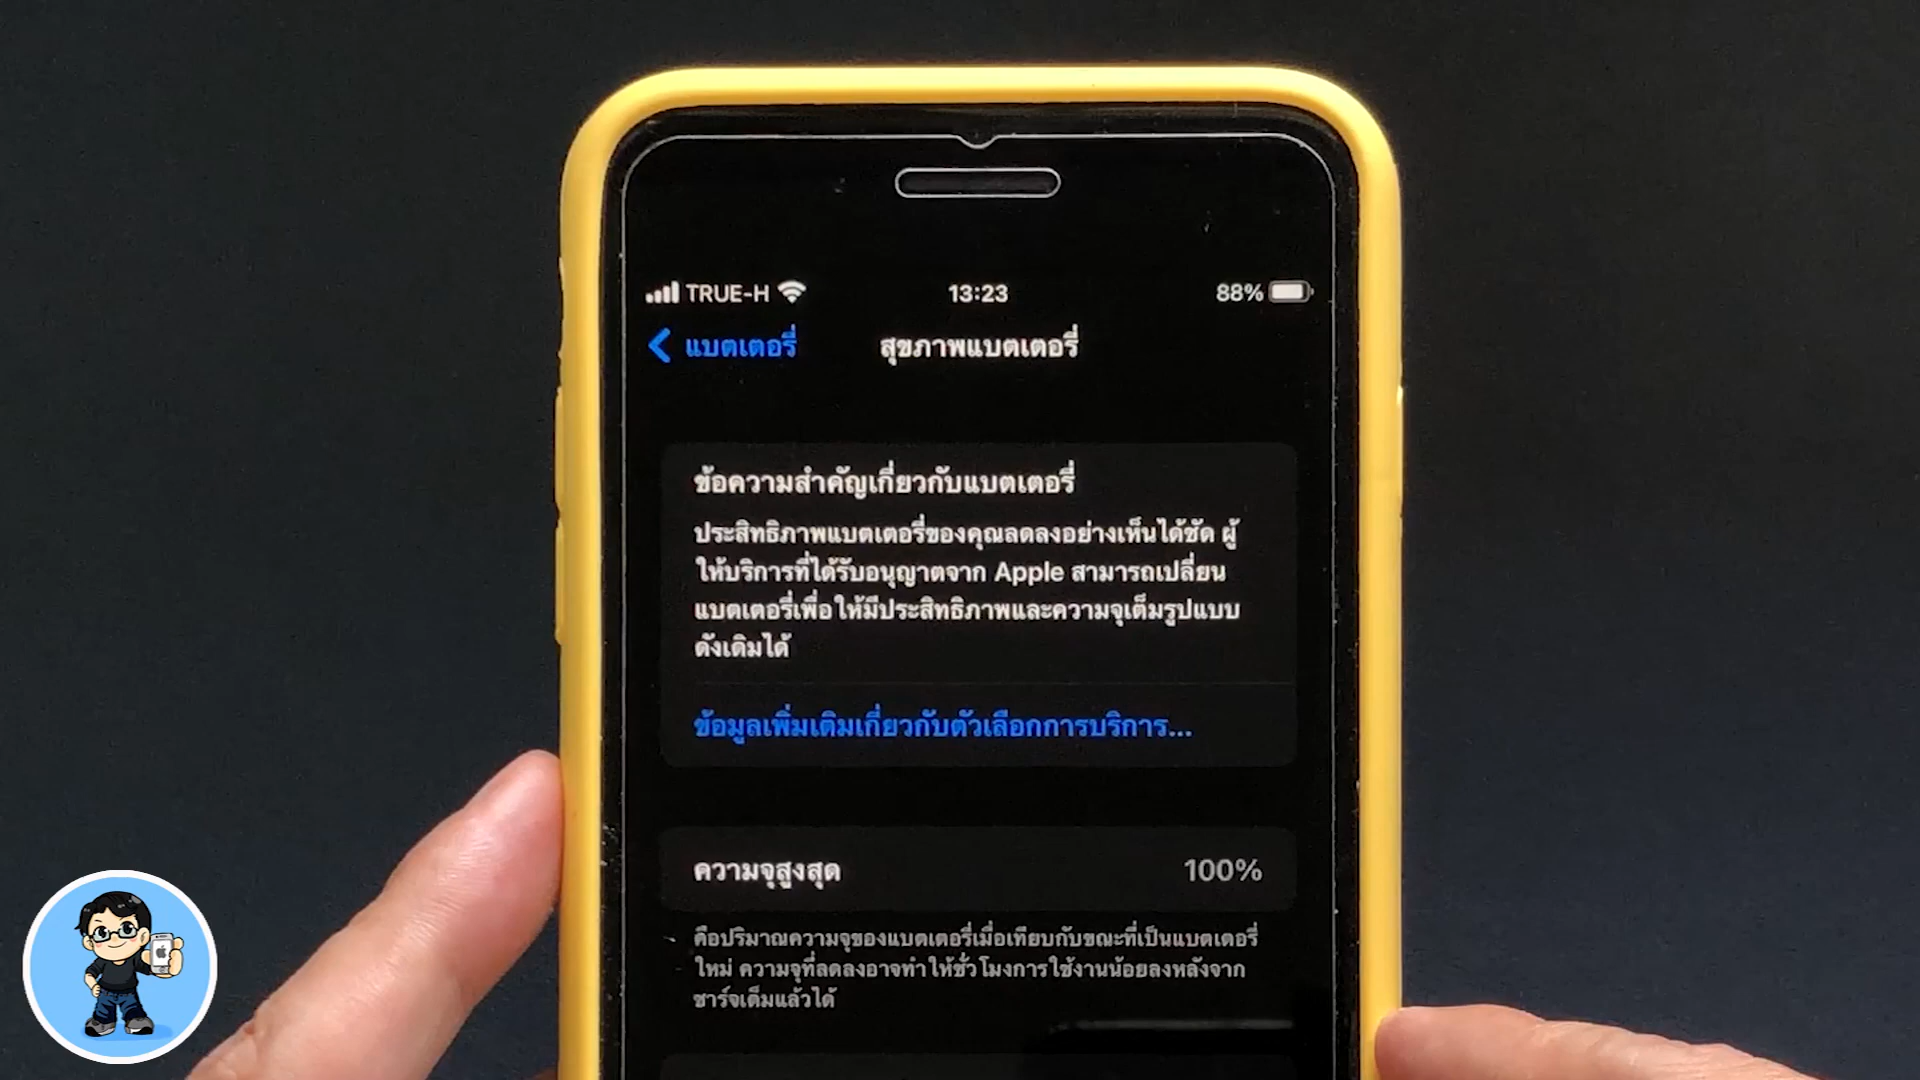 TRUE-H 13:23 88%
แบตเตอรี่ สุขภาพแบตเตอรี่
ข้อความสำคัญเกี่ยวกับแบตเตอรี่
ประสิทธิภาพแบตเตอรี่ของคุณลดลงอย่างเห็นได้ชัด ผู้
ให้บริการที่ได้รับอนุญาตจาก Apple สามารถเปลี่ยน
แบตเตอรี่เพื่อให้มีประสิทธิภาพและความจุเต็มรูปแบบ
ดังเดิมได้
ข้อมูลเพิ่มเติมเกี่ยวกับตัวเลือกการบริการ...
ความจุสูงสุด 100%
คือปริมาณความจุของแบตเตอรี่เมื่อเทียบกับขณะที่เป็นแบตเตอรี่
ใหม่ ความจุที่ลดลงอาจทำให้ชั่วโมงการใช้งานน้อยลงหลังจาก
ชาร์จเต็มแล้วได้